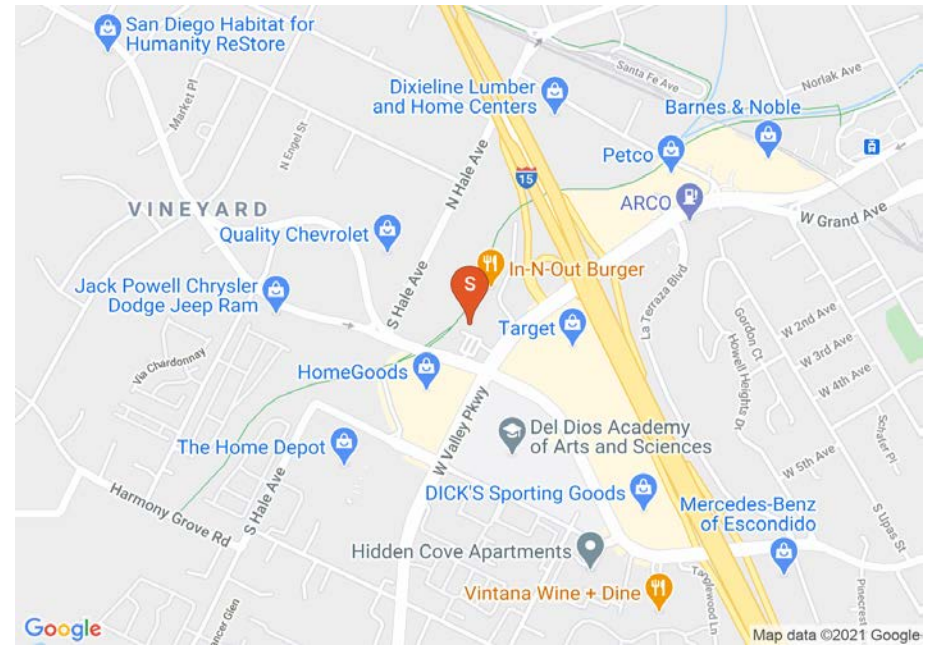 San Diego Habitat for
Humanity ReStore
Santa Fe Ave
Norlak Ave
Dixieline Lumber
and Home Centers
Barnes & Noble
Market Pl
N Engel St
Petco
15
N Hale Ave
ARCO
VINEYARD
W Grand Ave
Quality Chevrolet
In-N-Out Burger
S
S Hale Ave
La Terraza Blvd
Jack Powell Chrysler
Dodge Jeep Ram
Target
Gordon Ct
Howell Heights Dr
W 2nd Ave
W 3rd Ave
W 4th Ave
Via Chardonnay
HomeGoods
Del Dios Academy
of Arts and Sciences
The Home Depot
W Valley Pkwy
W 5th Ave
DICK'S Sporting Goods
Harmony Grove Rd
S Hale Ave
Mercedes-Benz
of Escondido
S Upas St
Hidden Cove Apartments
Vintana Wine + Dine
Tanglewood Ln
Pinecrest
ancer Glen
Google
Map data ©2021 Google